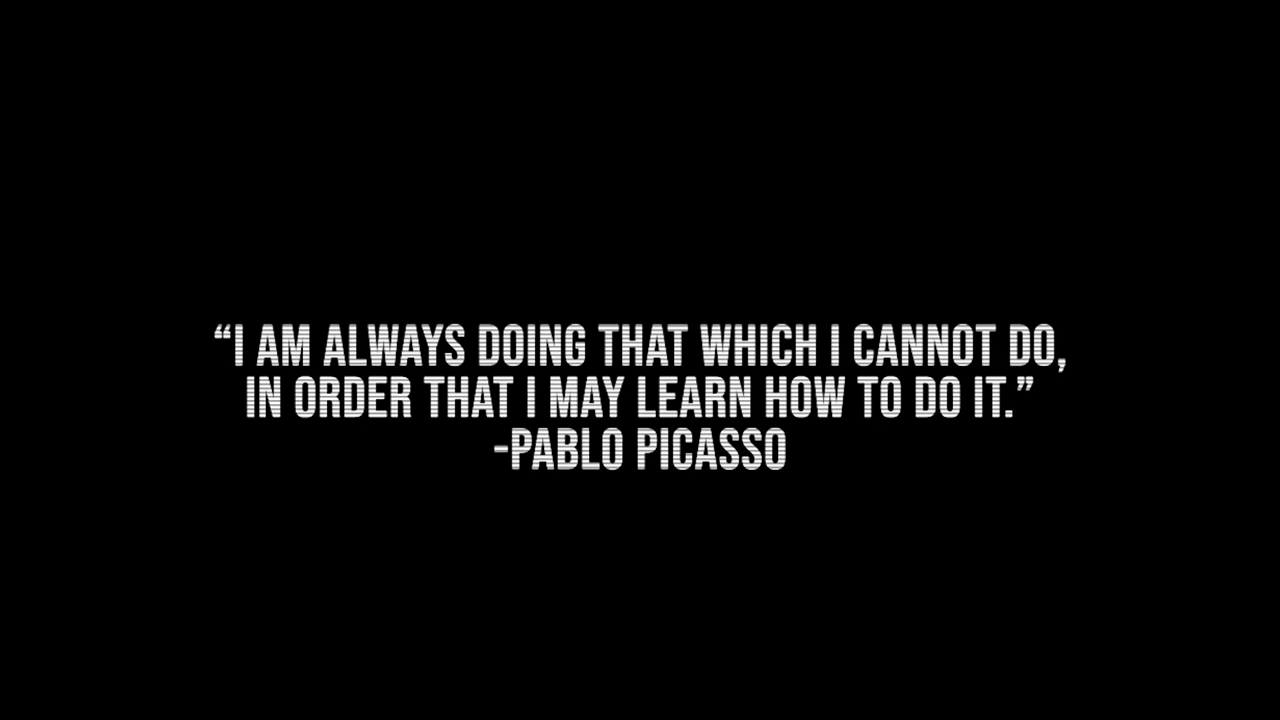 “I AM ALWAYS DOING THAT WHICH I CANNOT DO,
IN ORDER THAT I MAY LEARN HOW TO DO IT.”
-PABLO PICASSO